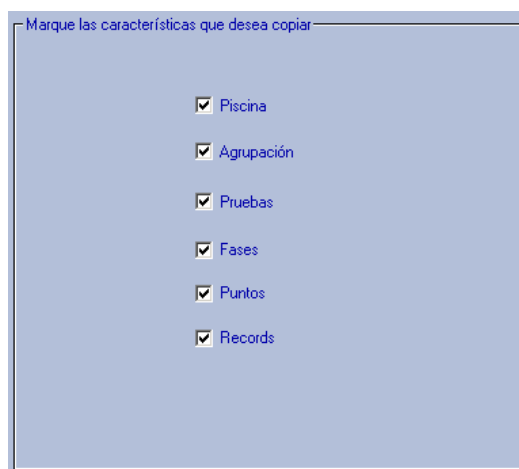 Marque las características que desea copiar
Piscina
Agrupación
Pruebas
Fases
Puntos
Records